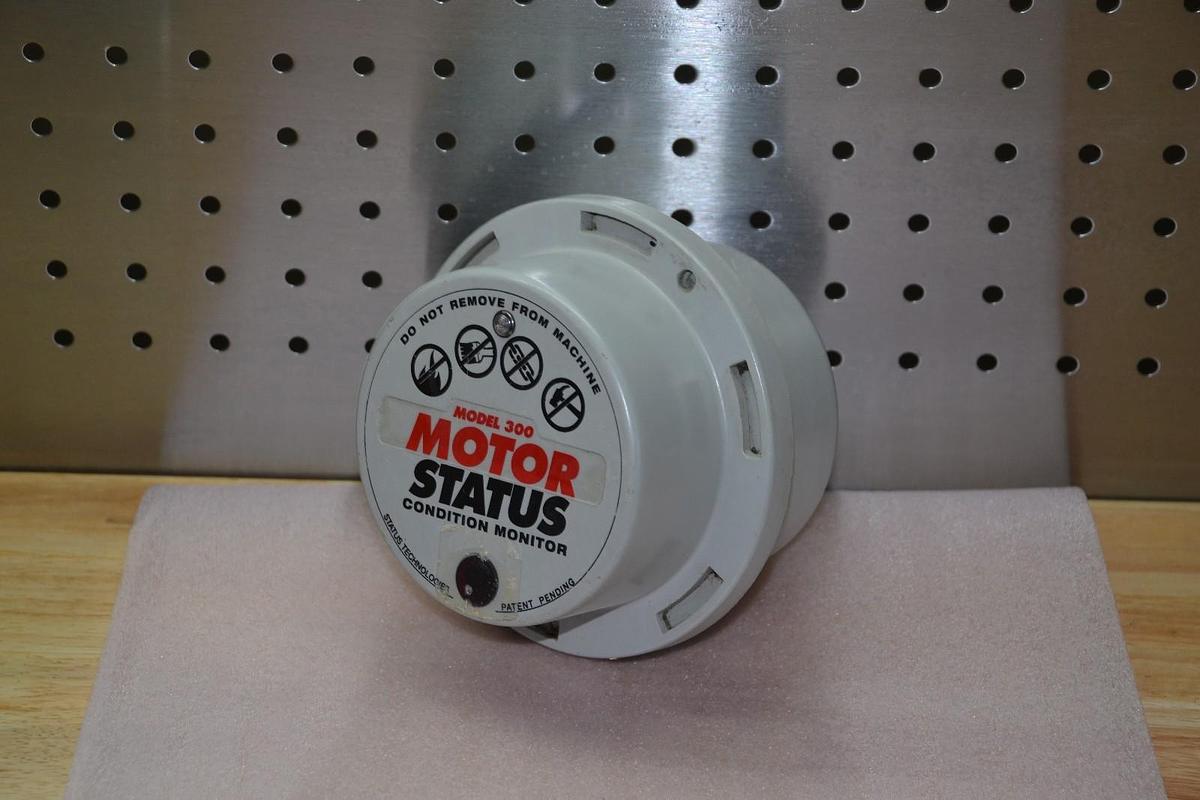 DO NOT REMOVE FROM MACHINE
MODEL 300
MOTOR
STATUS
CONDITION MONITOR
STATUS TECHNOLOGIES
PATENT PENDING